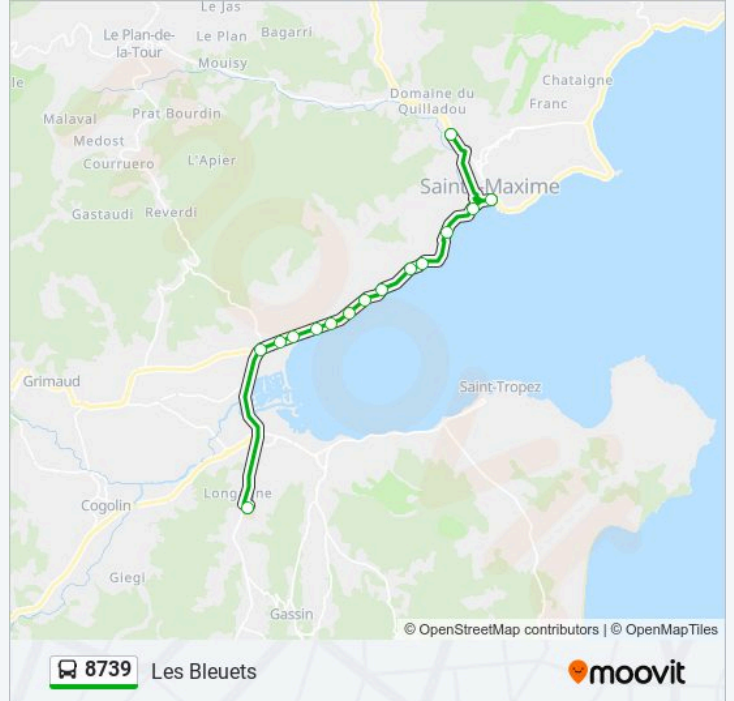 Le Jas
Le Plan-de-
la-Tour
Le Plan
Bagarri
Mouisy
le
Domaine du
Quilladou
Chataigne
Franc
Malaval
Prat Bourdin
Medost
Courruero
L'Apier
Sainte-Maxime
Gastaudi
Reverdi
Grimaud
Saint-Tropez
Longagne
Cogolin
Giegl
Gassin
© OpenStreetMap contributors | © OpenMapTiles
8739 Les Bleuets
moovit